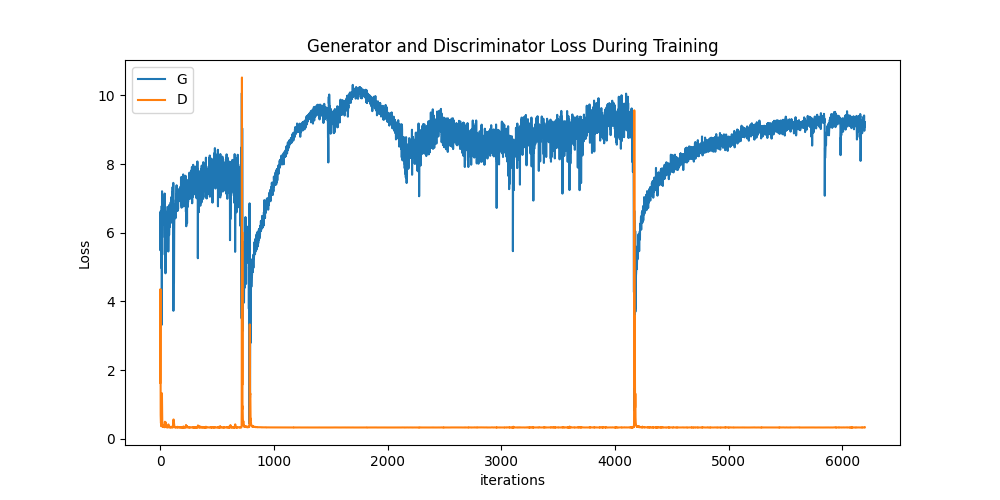 Generator and Discriminator Loss During Training
G
D
10
8
6
4
2
0
Loss
0 1000 2000 3000 4000 5000 6000
iterations